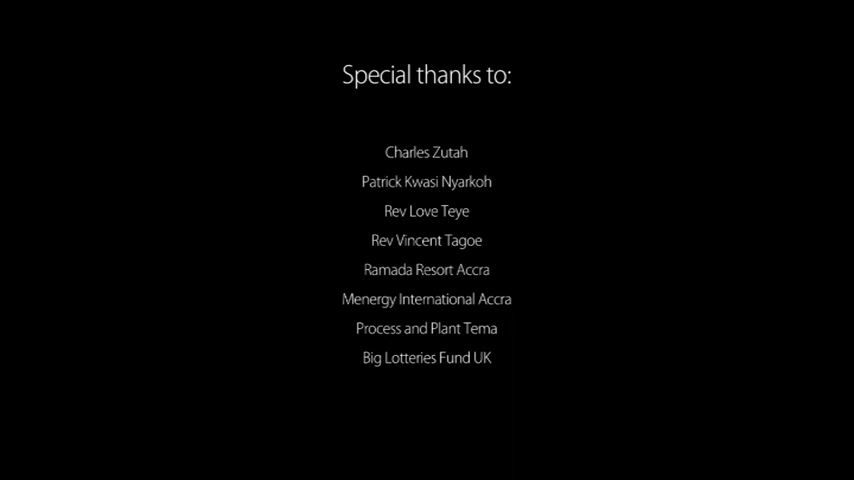 Special thanks to:
Charles Zutah
Patrick Kwasi Nyarkoh
Rev Love Teye
Rev Vincent Tagoe
Ramada Resort Accra
Menergy International Accra
Process and Plant Tema
Big Lotteries Fund UK